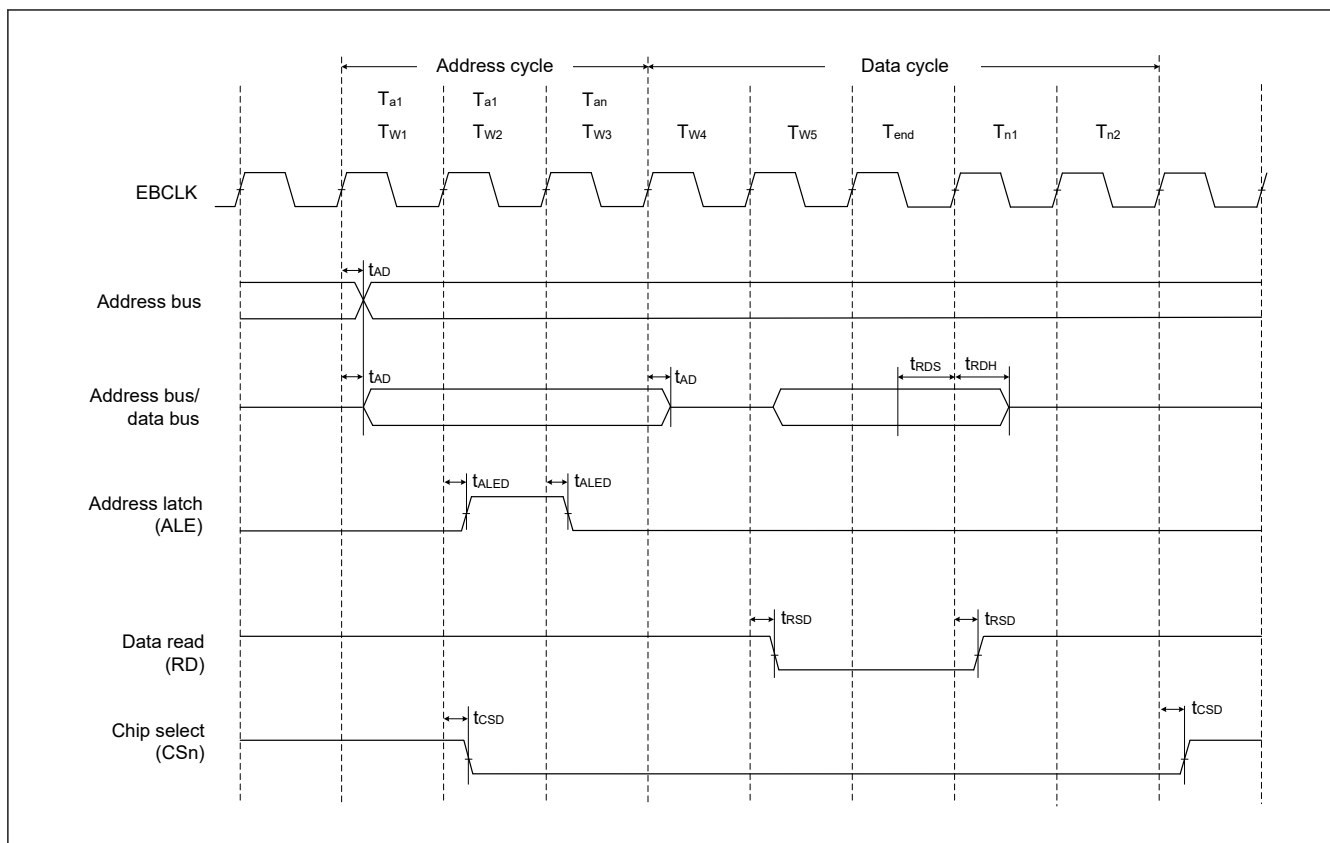 Address cycle Data cycle
Ta1 Ta1 Tan
TW1 TW2 TW3 TW4 TW5 Tend Tn1 Tn2
EBCLK
tAD
Address bus
tAD tAD tRDS tRDH
Address bus/
data bus
tALED tALED
Address latch
(ALE)
tRSD tRSD
Data read
(RD)
tCSD tCSD
Chip select
(CSn)